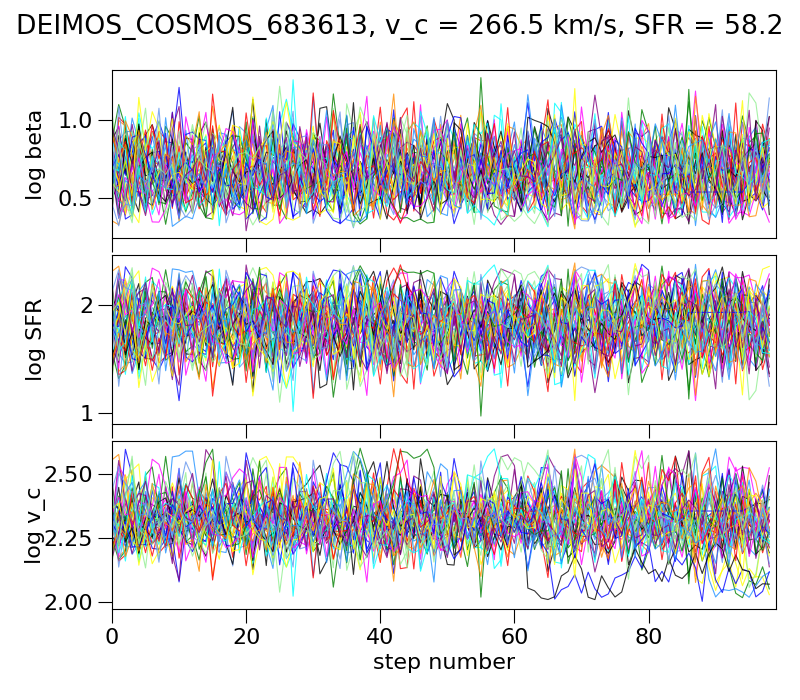 DEIMOS_COSMOS_683613, v_c = 266.5 km/s, SFR = 58.2
1.0
log beta
0.5
2
log SFR
1
2.50
log v_c
2.25
2.00
0 20 40 60 80
step number